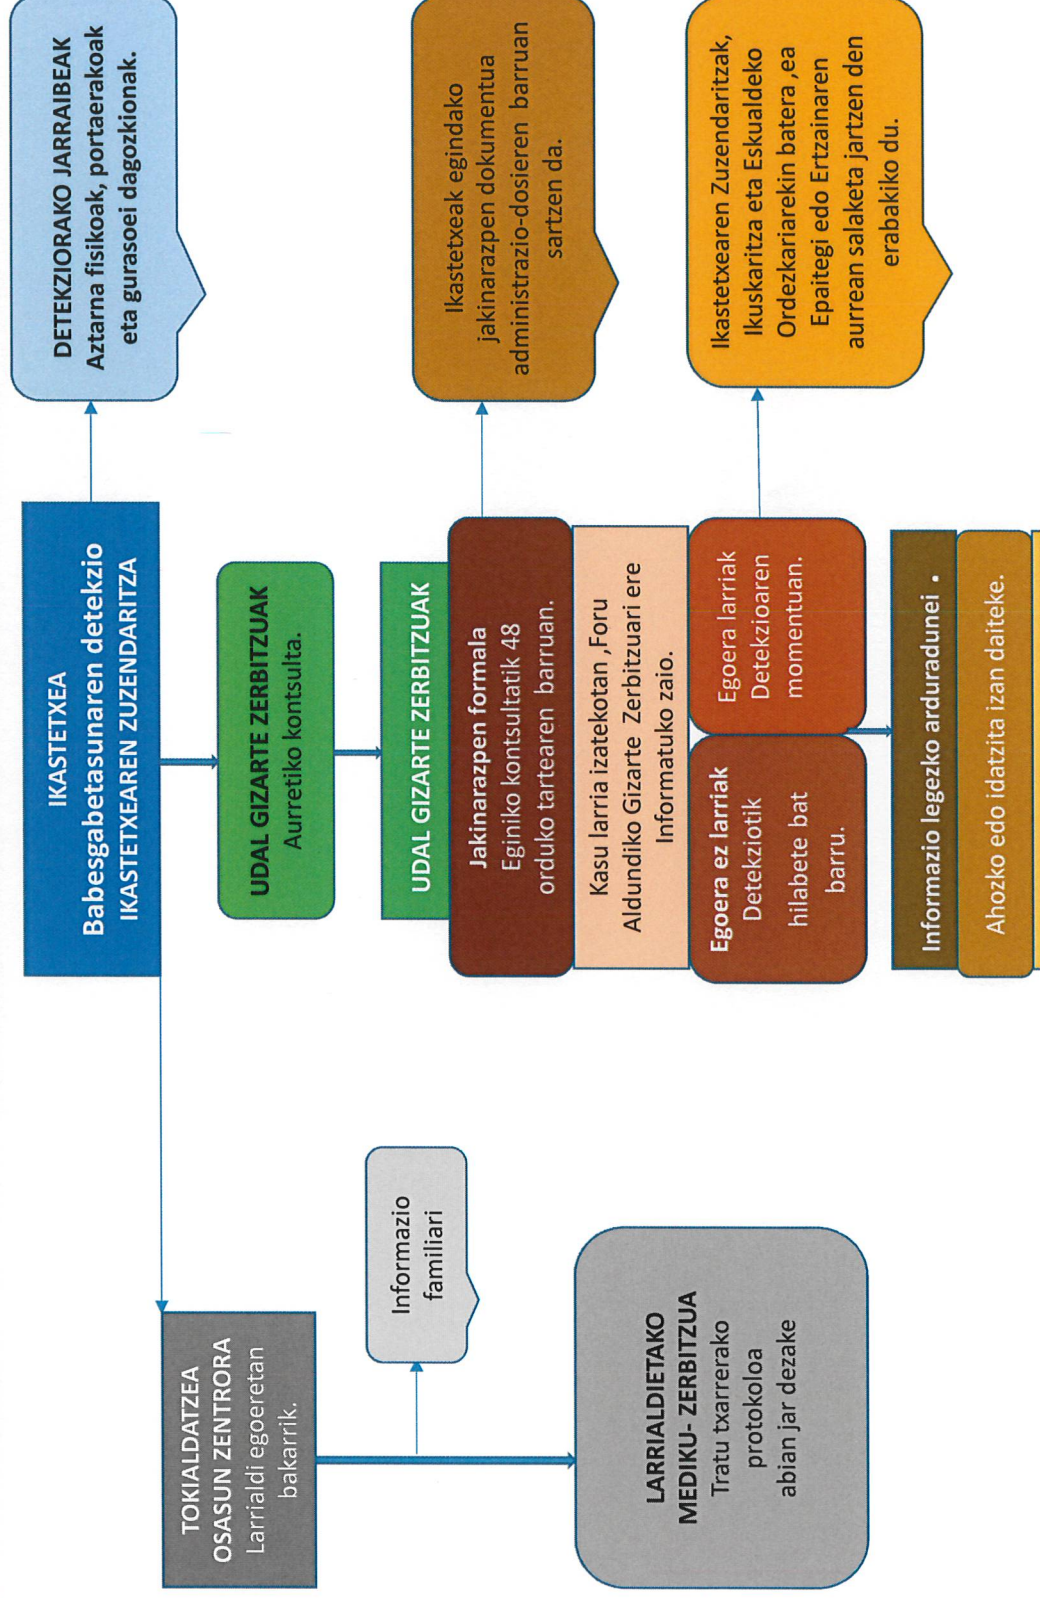 IKASTETXEA
Babesgabetasunaren detekzio
IKASTETXEAREN ZUZENDARITZA
DETEKZIORAKO JARRAIBEAK
Aztarna fisikoak, portaerakoak
eta gurasoei dagozkionak.
TOKIALDATZEA
OSASUN ZENTRORA
Larrialdi egoeretan
bakarrik.
UDAL GIZARTE ZERBITZUAK
Aurretiko kontsulta.
UDAL GIZARTE ZERBITZUAK
Informazio
familiari
Jakinarazpen formala
Eginiko kontsultatik 48
orduko tartearen barruan.
Ikastetxeak egindako
jakinarazpen dokumentua
administrazio-dosieren barruan
sartzen da.
Kasu larria izatekotan ,Foru
Aldundiko Gizarte Zerbitzuari ere
Informatuko zaio.
LARRIALDIETAKO
MEDIKU- ZERBITZUA
Tratu txarrerako
protokoloa
abian jar dezake
Egoera ez larriak
Detekziotik
hilabete bat
barru.
Egoera larriak
Detekzioaren
momentuan.
Ikastetxearen Zuzendaritzak,
Ikuskaritza eta Eskualdeko
Ordezkariarekin batera ,ea
Epaitegi edo Ertzainaren
aurrean salaketa jartzen den
erabakiko du.
Informazio legezko arduradunei .
Ahozko edo idatzita izan daiteke.